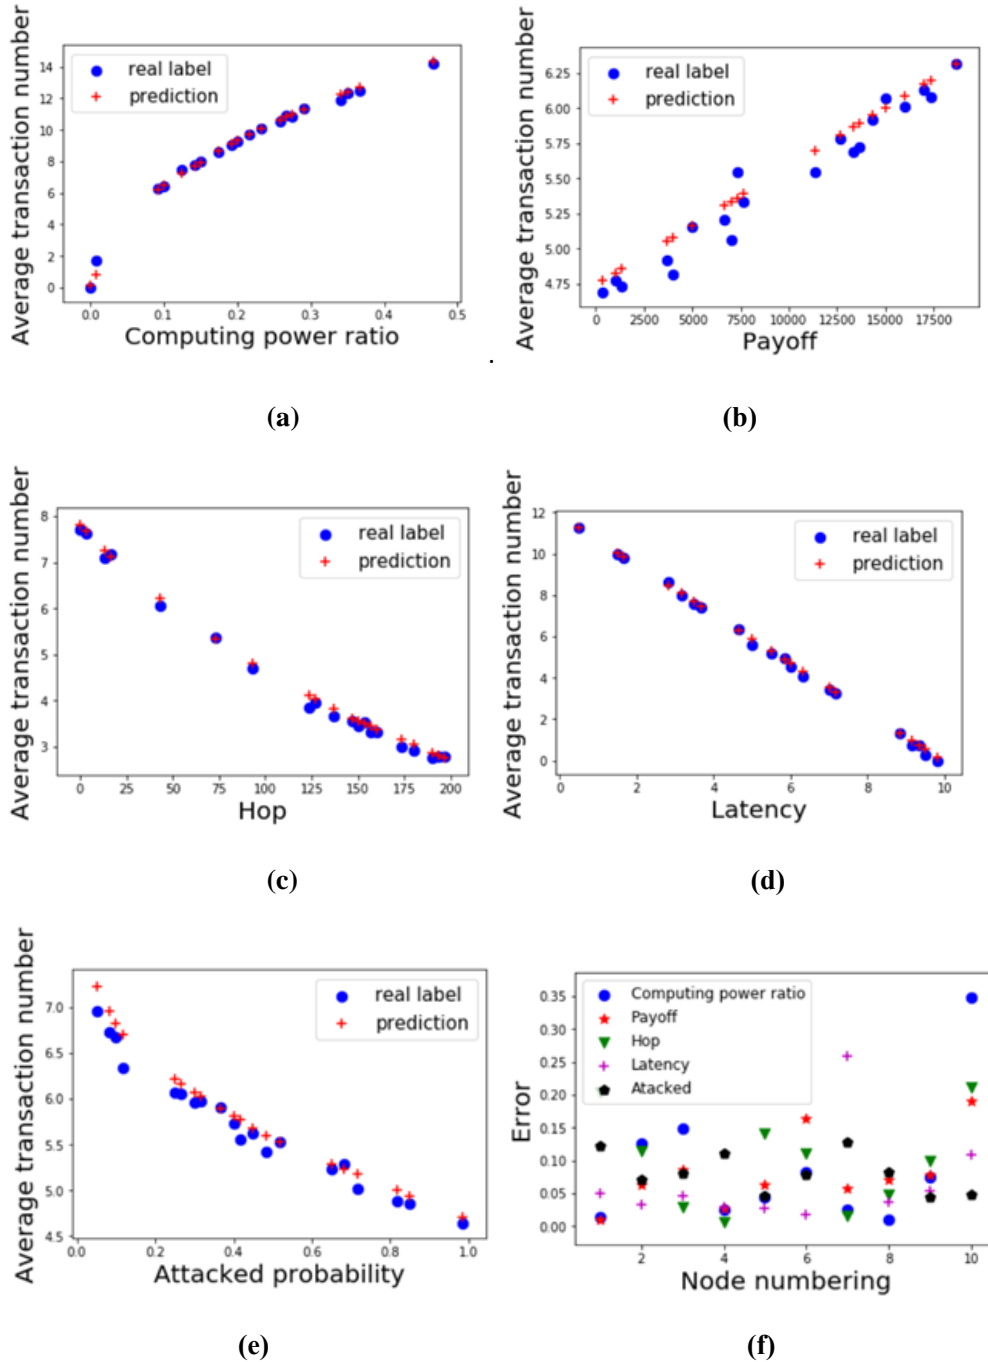 Average transaction number
real label
prediction
14
12
10
8
6
4
2
0
0.0 0.1 0.2 0.3 0.4 0.5
Computing power ratio
(a)
Average transaction number
real label
prediction
6.25
6.00
5.75
5.50
5.25
5.00
4.75
0 2500 5000 7500 10000 12500 15000 17500
Payoff
(b)
Average transaction number
real label
prediction
8
7
6
5
4
3
0 25 50 75 100 125 150 175 200
Hop
(c)
Average transaction number
real label
prediction
12
10
8
6
4
2
0
0 2 4 6 8 10
Latency
(d)
Average transaction number
real label
prediction
7.0
6.5
6.0
5.5
5.0
4.5
0.0 0.2 0.4 0.6 0.8 1.0
Attacked probability
(e)
Error
Computing power ratio
Payoff
Hop
Latency
Atacked
0.35
0.30
0.25
0.20
0.15
0.10
0.05
0.00
2 4 6 8 10
Node numbering
(f)